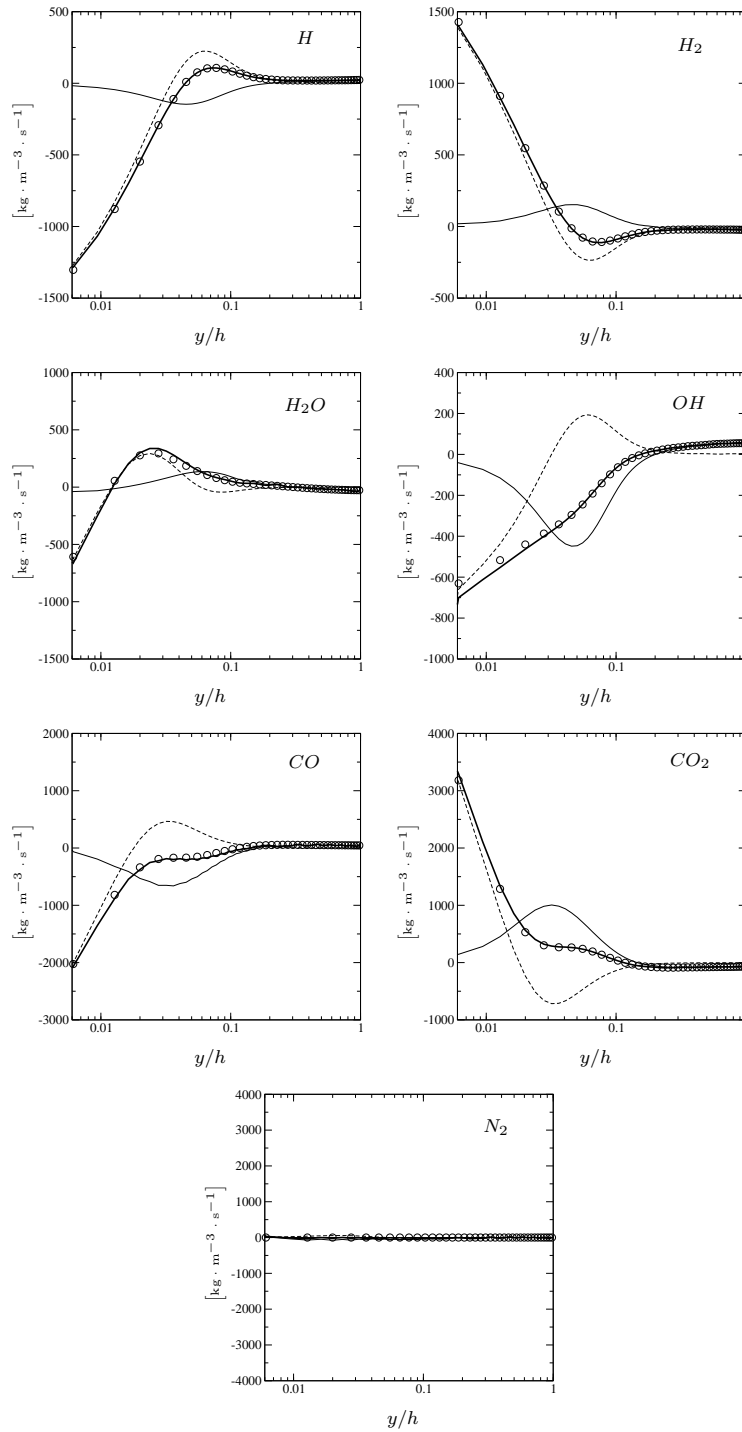 500
0
-500
-1000
-1500
[kg · m⁻³ · s⁻¹]
H
0.01 0.1 1
y/h
1500
1000
500
0
500
[kg · m⁻³ · s⁻¹]
H₂
0.01 0.1
y/h
1000
500
0
-500
-1000
-1500
[kg · m⁻³ · s⁻¹]
H₂O
0.01 0.1 1
y/h
400
200
0
-200
-400
-600
-800
-1000
[kg · m⁻³ · s⁻¹]
OH
0.01 0.1
y/h
2000
1000
0
-1000
-2000
-3000
[kg · m⁻³ · s⁻¹]
CO
0.01 0.1 1
y/h
4000
3000
2000
1000
0
-1000
[kg · m⁻³ · s⁻¹]
CO₂
0.01 0.1
y/h
4000
3000
2000
1000
0
-1000
-2000
-3000
-4000
[kg · m⁻³ · s⁻¹]
N₂
0.01 0.1 1
y/h